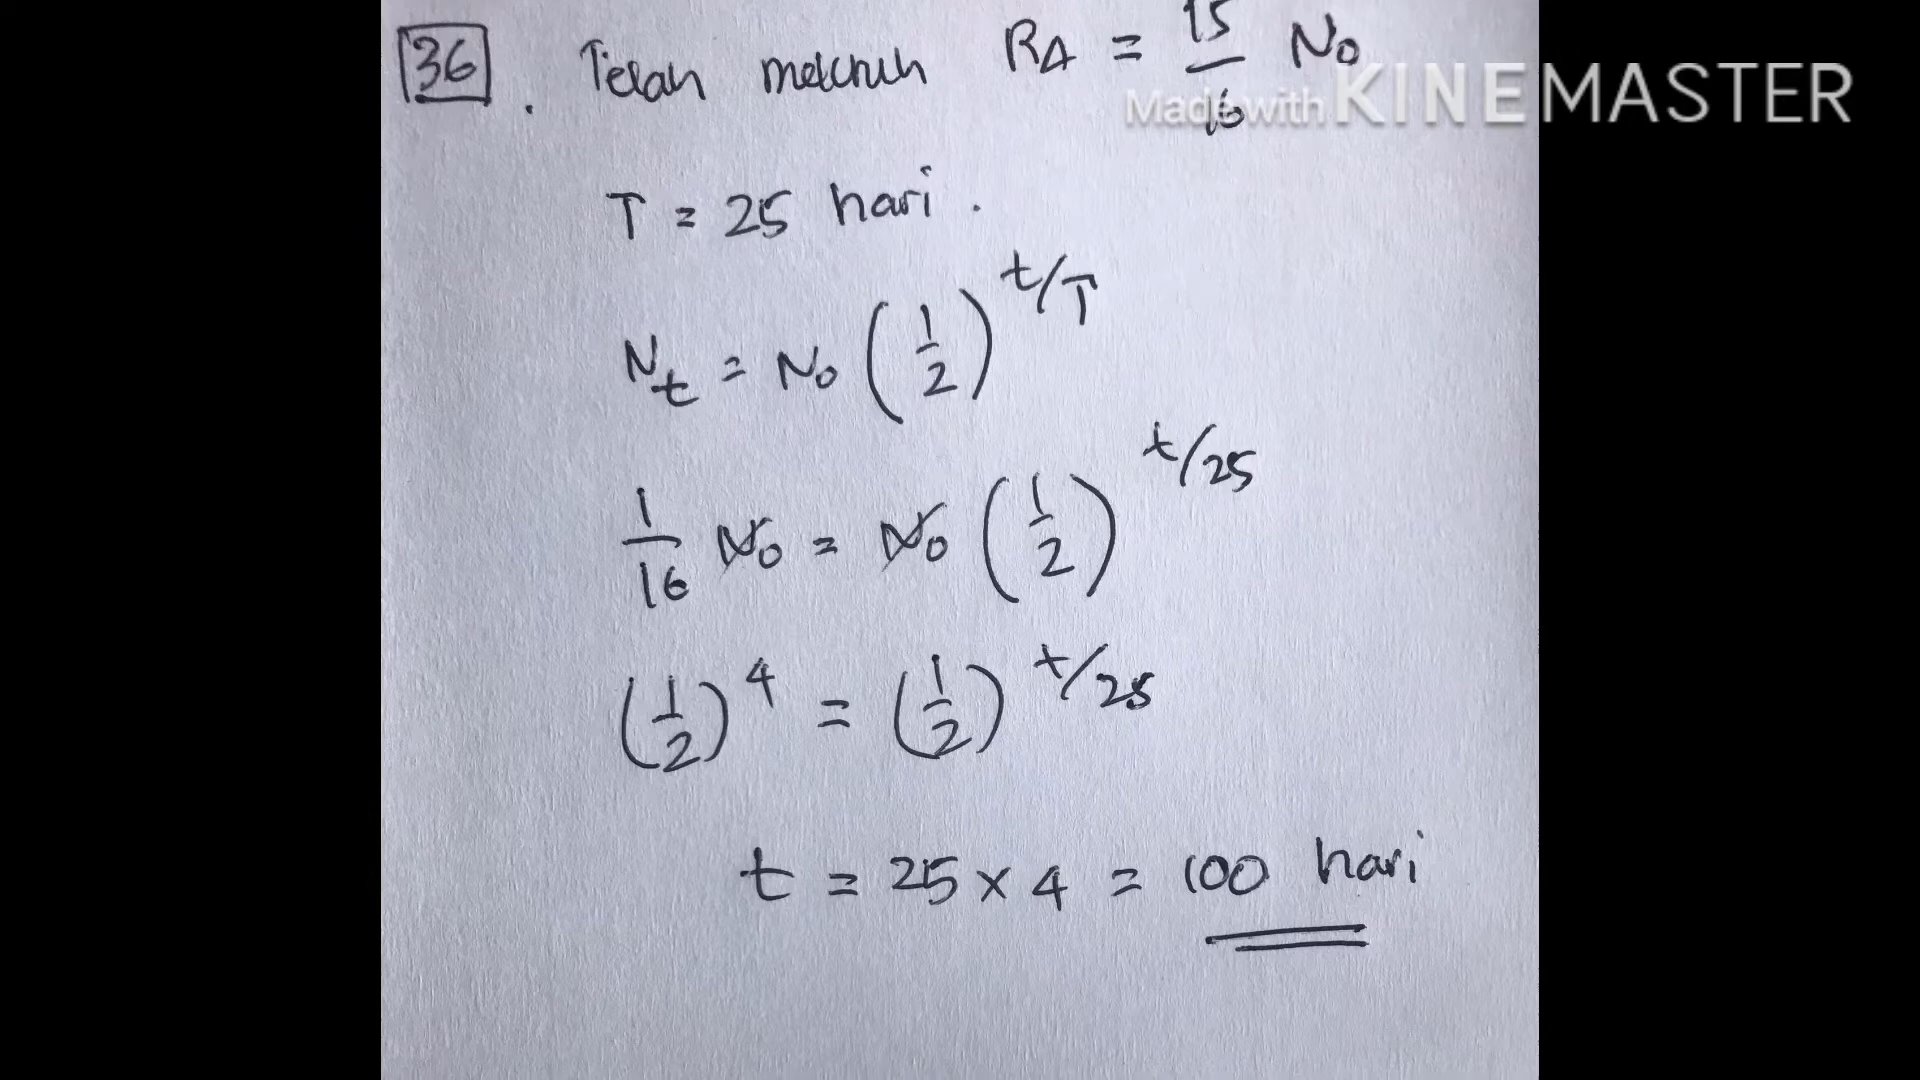 36. Telah meluruh RA = 15/16 No
Made with KINEMASTER
T = 25 hari.
Nt = No (1/2)^t/T
1/16 No = No (1/2)^t/25
(1/2)^4 = (1/2)^t/25
t = 25 x 4 = 100 hari